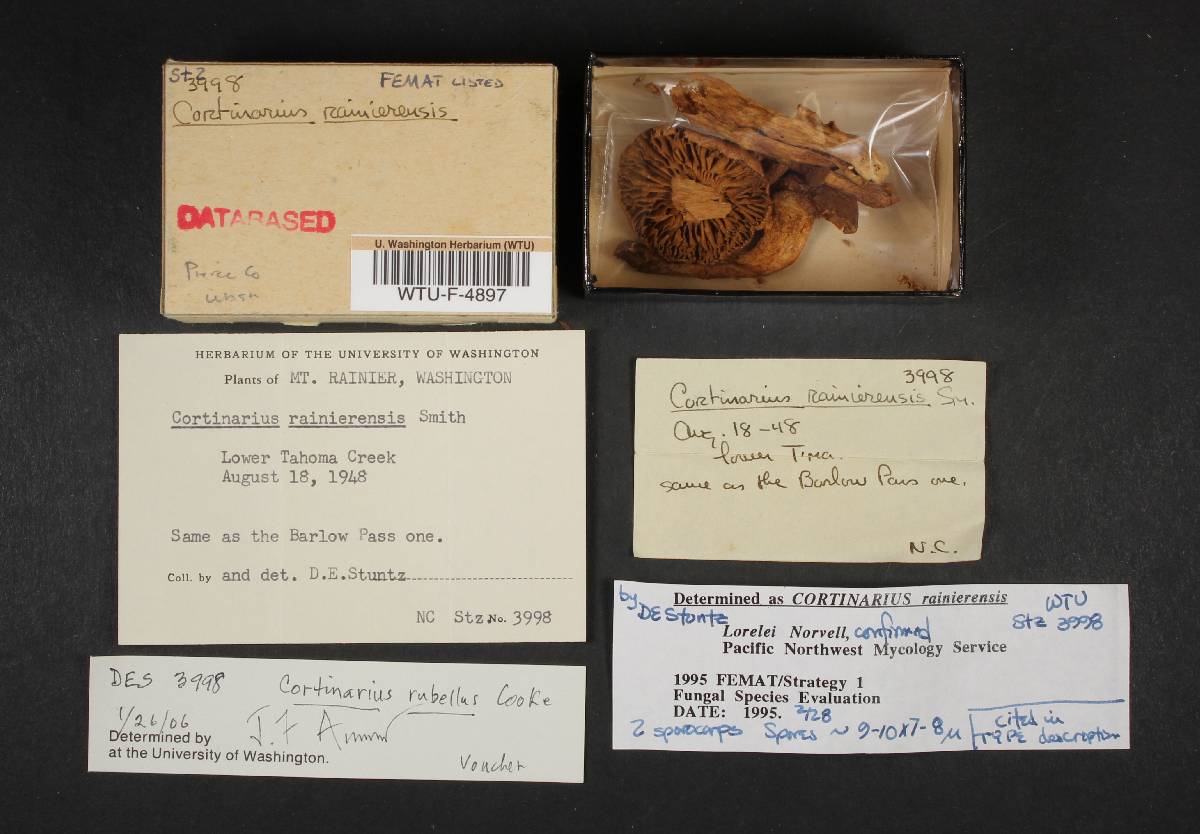 Stz
3998
FEMAT LISTED
Cortinarius rainierensis
DATABASED
Pierce Co
Wash
U. Washington Herbarium (WTU)
WTU-F-4897
HERBARIUM OF THE UNIVERSITY OF WASHINGTON
Plants of MT. RAINIER, WASHINGTON
Cortinarius rainierensis Smith
Lower Tahoma Creek
August 18, 1948
Same as the Barlow Pass one.
Coll. by and det. D.E.Stuntz
NC Stz No. 3998
3998
Cortinarius rainierensis Sm.
Aug. 18-48
lower
same as the Barlow Pass one.
N.C.
DES 3998 Cortinarius rubellus Cooke
1/26/06
Determined by J. F. Ammirati
at the University of Washington.
Voucher
Determined as CORTINARIUS rainierensis
by DE Stuntz
WTU
Stz 3998
Lorelei Norvell, confirmed
Pacific Northwest Mycology Service
1995 FEMAT/Strategy 1
Fungal Species Evaluation
DATE: 1995. 2/28
2 sporocarps Spores ~ 9-10x7-8µ
cited in
TYPE description